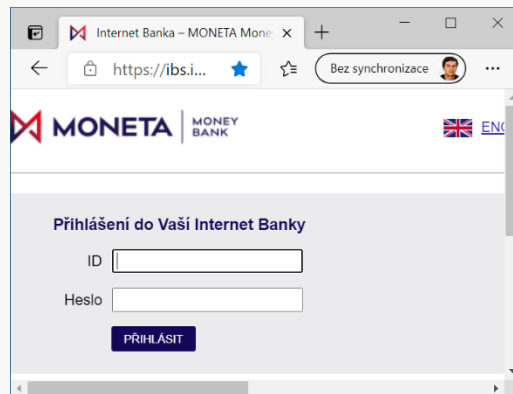 Internet Banka – MONETA Mone
https://ibs.i...
Bez synchronizace
MONETA MONEY BANK
ENG
Přihlášení do Vaší Internet Banky
ID
Heslo
PŘIHLÁSIT